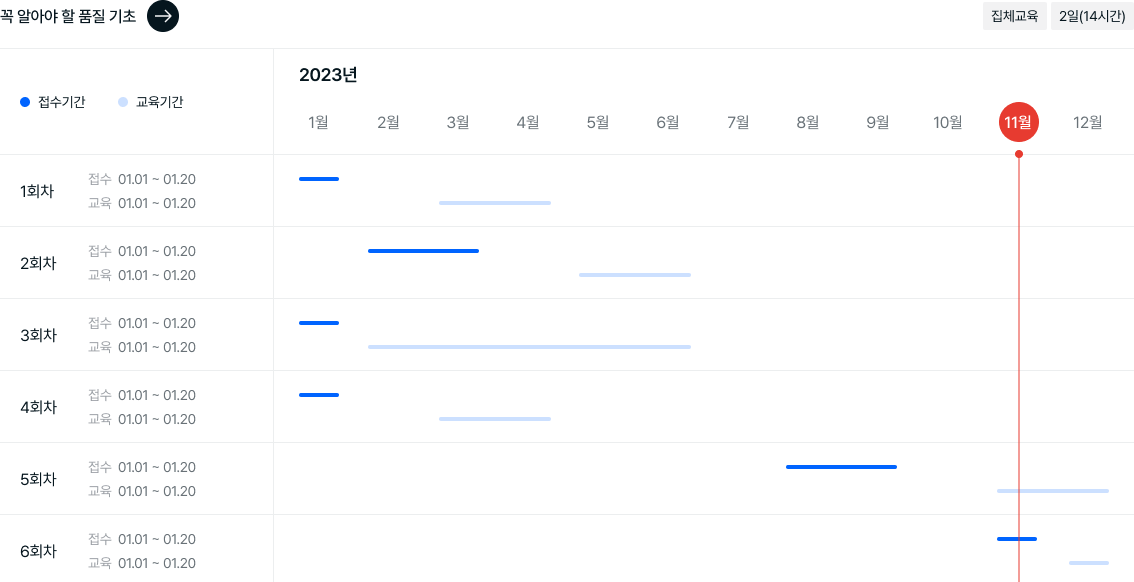 꼭 알아야 할 품질 기초
집체교육 2일(14시간)
2023년
접수기간 교육기간
1월 2월 3월 4월 5월 6월 7월 8월 9월 10월 11월 12월
1회차
접수 01.01 ~ 01.20
교육 01.01 ~ 01.20
2회차
접수 01.01 ~ 01.20
교육 01.01 ~ 01.20
3회차
접수 01.01 ~ 01.20
교육 01.01 ~ 01.20
4회차
접수 01.01 ~ 01.20
교육 01.01 ~ 01.20
5회차
접수 01.01 ~ 01.20
교육 01.01 ~ 01.20
6회차
접수 01.01 ~ 01.20
교육 01.01 ~ 01.20